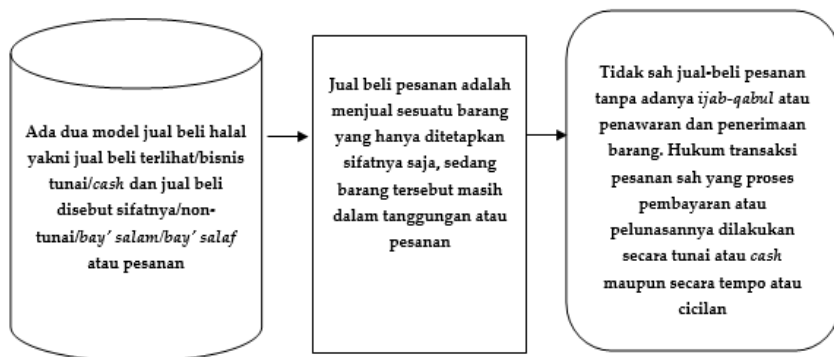 Ada dua model jual beli halal
yakni jual beli terlihat/bisnis
tunai/cash dan jual beli
disebut sifatnya/non-
tunai/bay' salam/bay' salaf
atau pesanan
Jual beli pesanan adalah
menjual sesuatu barang
yang hanya ditetapkan
sifatnya saja, sedang
barang tersebut masih
dalam tanggungan atau
pesanan
Tidak sah jual-beli pesanan
tanpa adanya ijab-qabul atau
penawaran dan penerimaan
barang. Hukum transaksi
pesanan sah yang proses
pembayaran atau
pelunasannya dilakukan
secara tunai atau cash
maupun secara tempo atau
cicilan